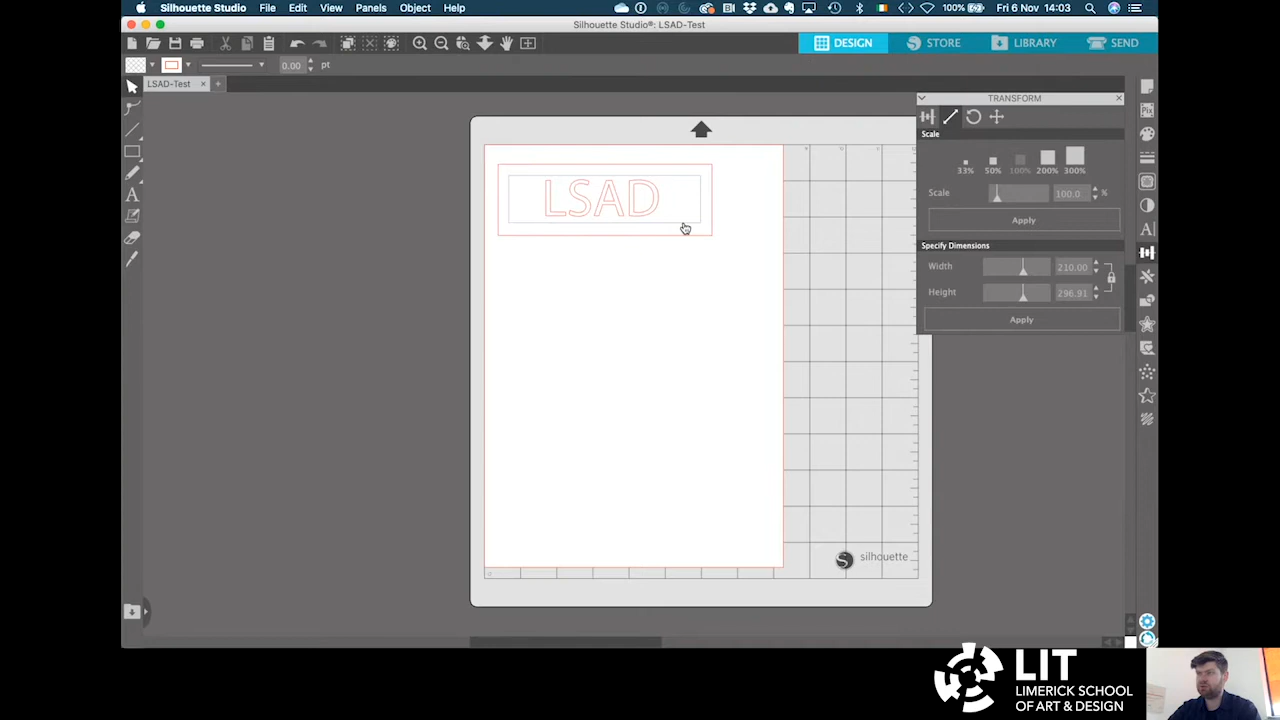 Silhouette Studio File Edit View Panels Object Help 100% Fri 6 Nov 14:03
Silhouette Studio®: LSAD-Test
DESIGN STORE LIBRARY SEND
0.00 pt
LSAD-Test × +
TRANSFORM
Scale
33% 50% 100% 200% 300%
Scale 100.0 %
Apply
Specify Dimensions
Width 210.00
Height 296.91
Apply
LSAD
silhouette
LIT
LIMERICK SCHOOL
OF ART & DESIGN